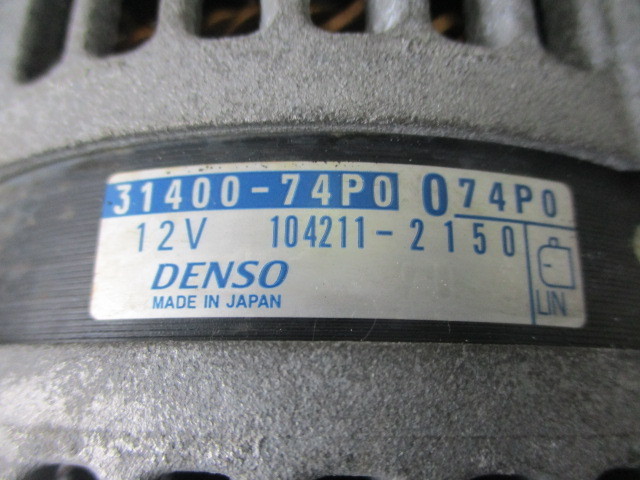 31400-74P0 074P0
12V 104211-2150
DENSO
MADE IN JAPAN
LIN